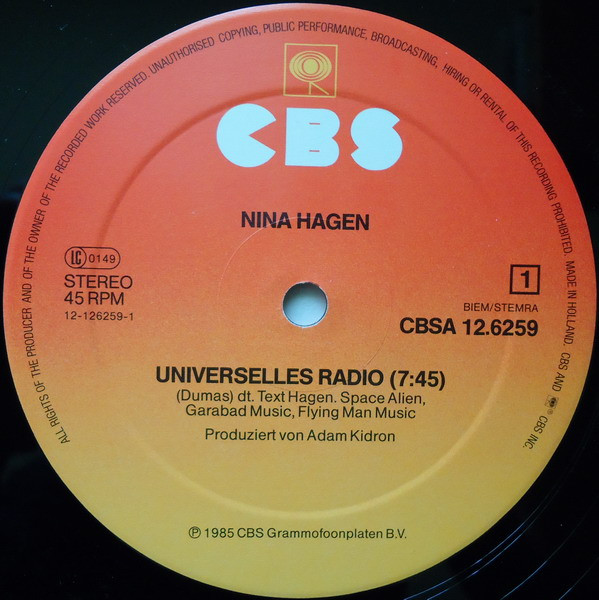 ALL RIGHTS OF THE PRODUCER AND OF THE OWNER OF THE RECORDED WORK RESERVED. UNAUTHORISED COPYING, PUBLIC PERFORMANCE, BROADCASTING, HIRING OR RENTAL OF THIS RECORDING PROHIBITED. MADE IN HOLLAND. CBS AND CBS INC.
CBS
NINA HAGEN
LC 0149
STEREO
45 RPM
12-126259-1
1
BIEM/STEMRA
CBSA 12.6259
UNIVERSELLES RADIO (7:45)
(Dumas) dt. Text Hagen. Space Alien,
Garabad Music, Flying Man Music
Produziert von Adam Kidron
℗ 1985 CBS Grammofoonplaten B.V.